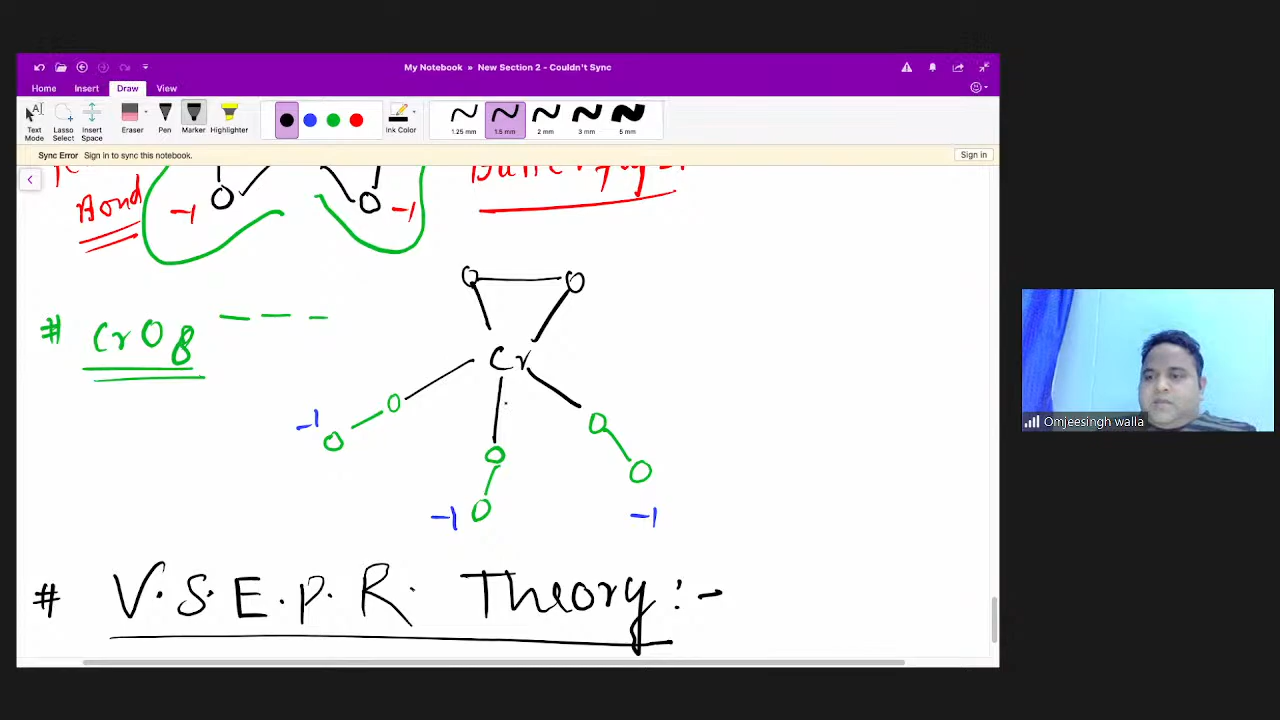 My Notebook » New Section 2 - Couldn't Sync
Home Insert Draw View
Text Mode Lasso Select Insert Space Eraser Pen Marker Highlighter Ink Color 1.25 mm 1.5 mm 2 mm 3 mm 5 mm
Sync Error Sign in to sync this notebook. Sign in
Bond -1 O O -1
O O
# CrO8 - - -
Cr
-1 O O O
O O O
-1 -1
Omjeesingh walla
# V.S.E.P.R. Theory :-